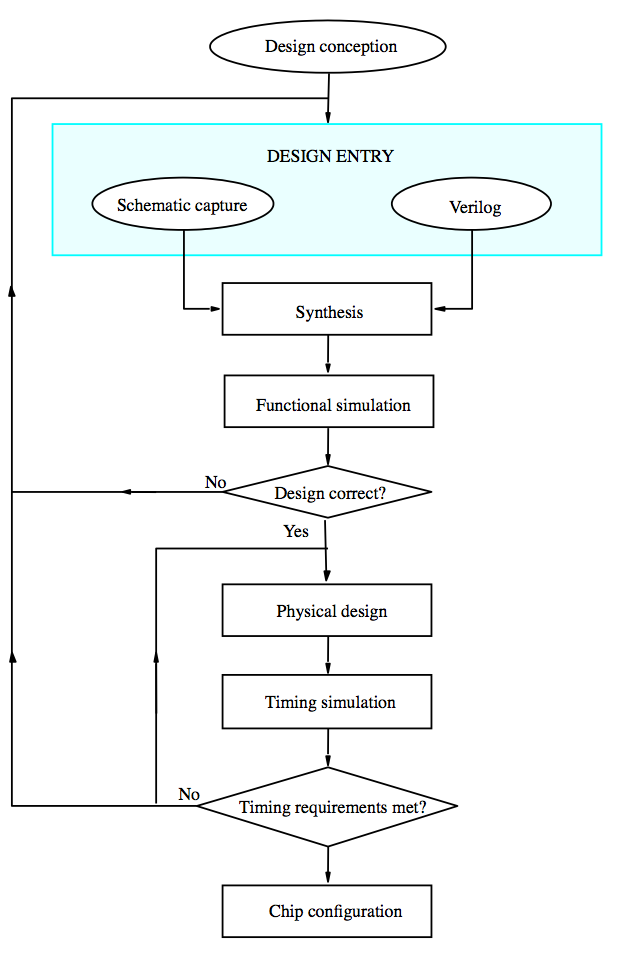 Design conception
DESIGN ENTRY
Schematic capture
Verilog
Synthesis
Functional simulation
No
Design correct?
Yes
Physical design
Timing simulation
No
Timing requirements met?
Chip configuration